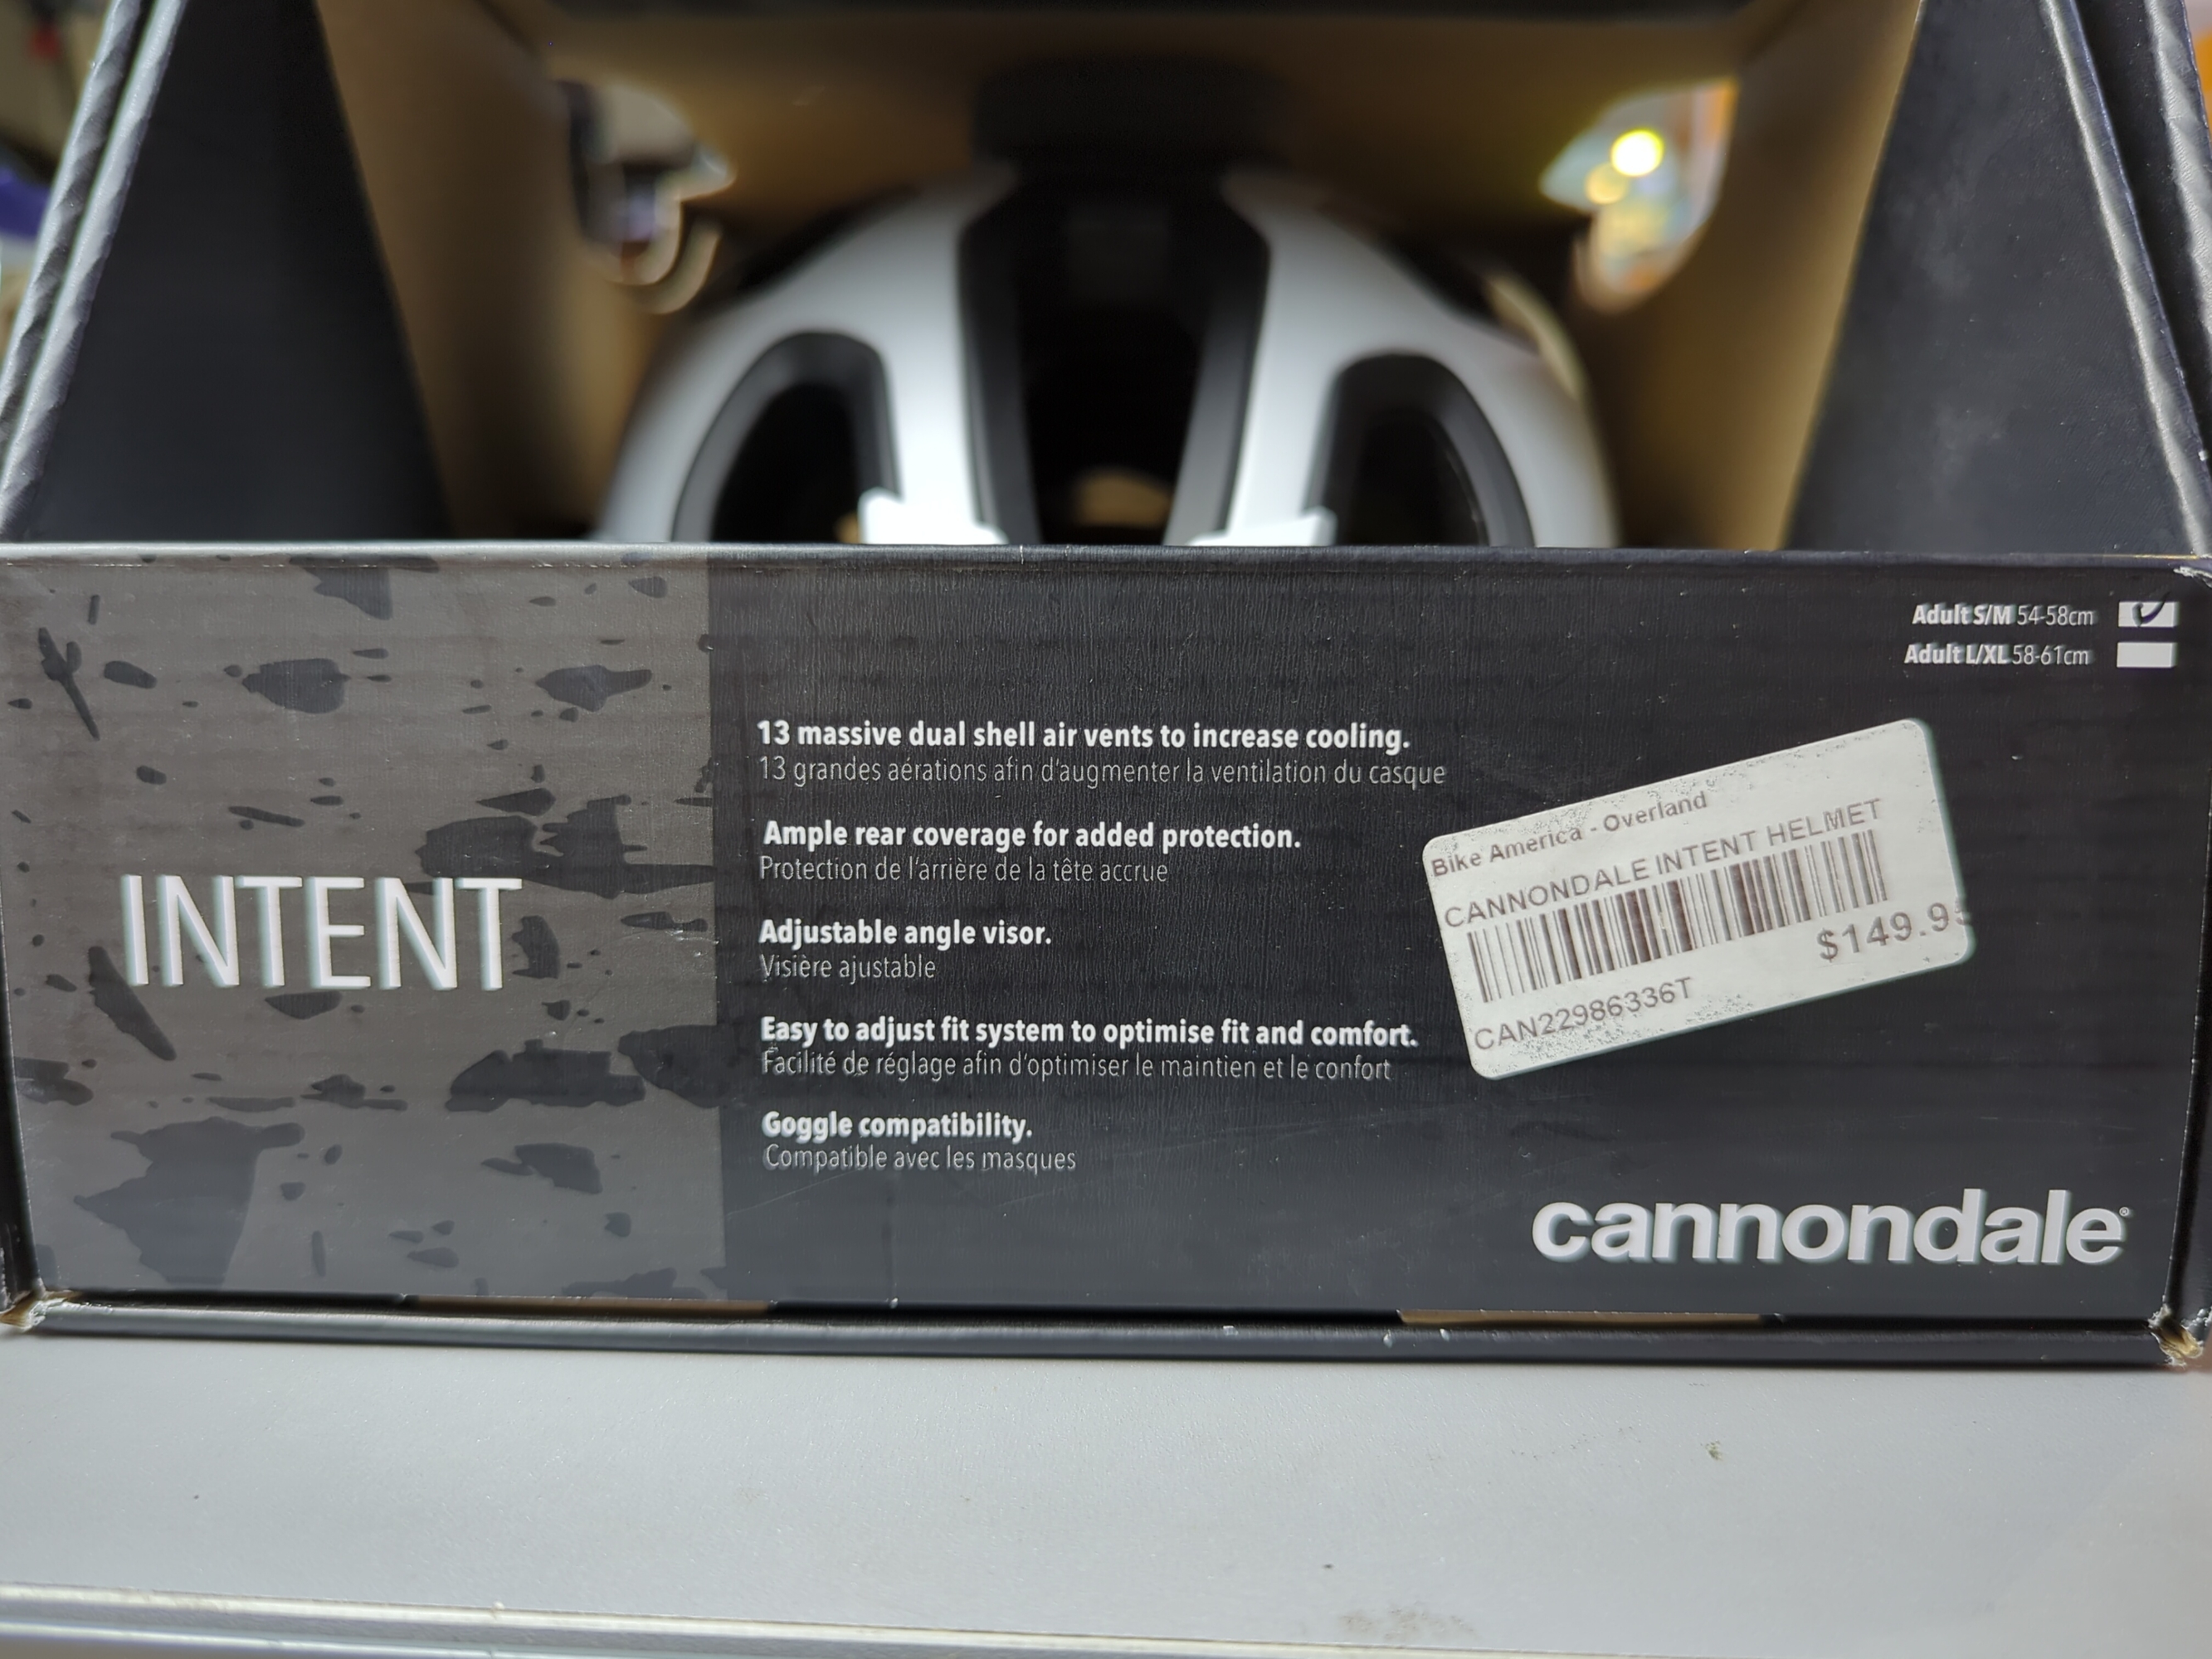 Adult S/M 54-58cm
Adult L/XL 58-61cm
INTENT
13 massive dual shell air vents to increase cooling.
13 grandes aérations afin d'augmenter la ventilation du casque
Ample rear coverage for added protection.
Protection de l'arrière de la tête accrue
Adjustable angle visor.
Visière ajustable
Easy to adjust fit system to optimise fit and comfort.
Facilité de réglage afin d'optimiser le maintien et le confort
Goggle compatibility.
Compatible avec les masques
Bike America - Overland
CANNONDALE INTENT HELMET
$149.95
CAN22986336T
cannondale®